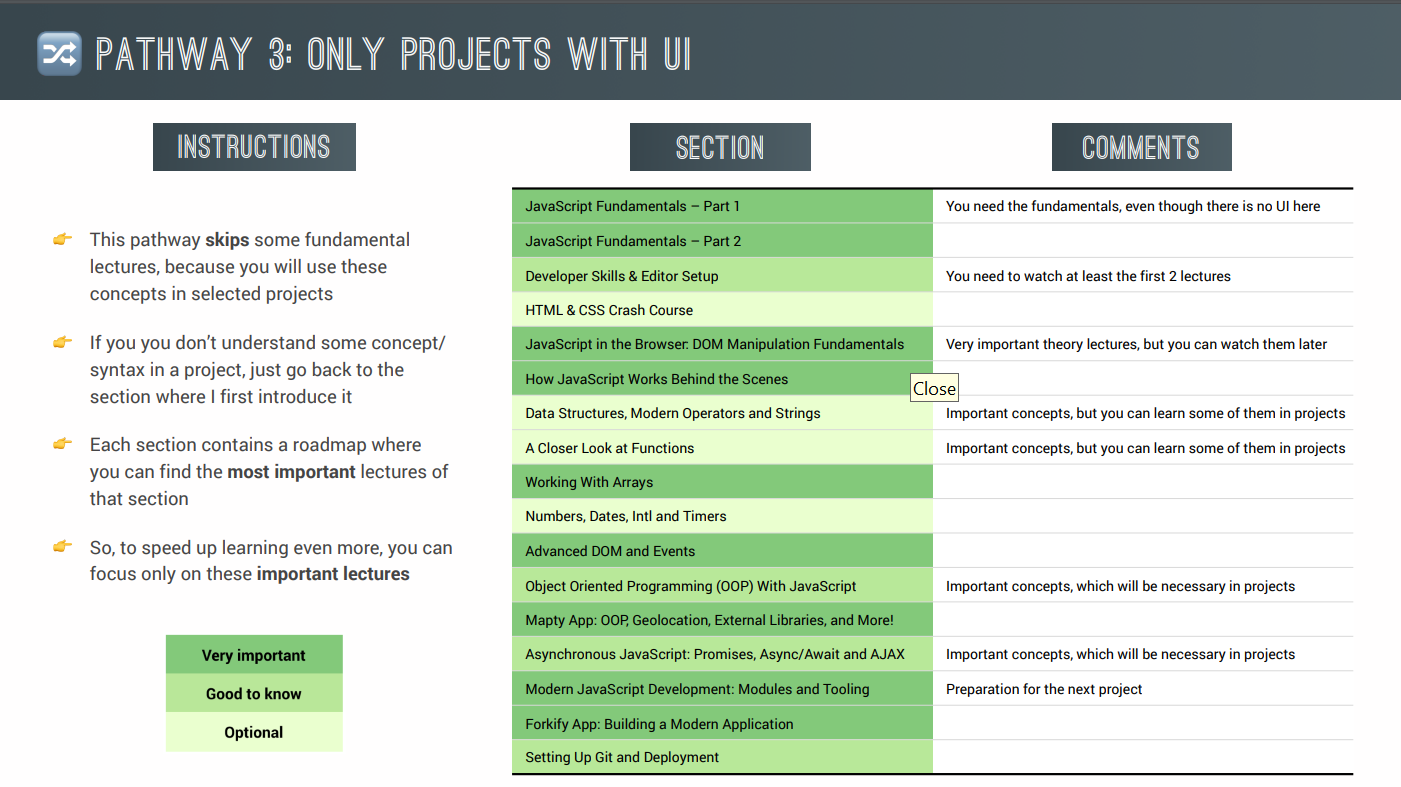 PATHWAY 3: ONLY PROJECTS WITH UI
INSTRUCTIONS
This pathway skips some fundamental
lectures, because you will use these
concepts in selected projects
If you you don’t understand some concept/
syntax in a project, just go back to the
section where I first introduce it
Each section contains a roadmap where
you can find the most important lectures of
that section
So, to speed up learning even more, you can
focus only on these important lectures
Very important
Good to know
Optional
SECTION
COMMENTS
JavaScript Fundamentals – Part 1
You need the fundamentals, even though there is no UI here
JavaScript Fundamentals – Part 2
Developer Skills & Editor Setup
You need to watch at least the first 2 lectures
HTML & CSS Crash Course
JavaScript in the Browser: DOM Manipulation Fundamentals
Very important theory lectures, but you can watch them later
How JavaScript Works Behind the Scenes
Close
Data Structures, Modern Operators and Strings
Important concepts, but you can learn some of them in projects
A Closer Look at Functions
Important concepts, but you can learn some of them in projects
Working With Arrays
Numbers, Dates, Intl and Timers
Advanced DOM and Events
Object Oriented Programming (OOP) With JavaScript
Important concepts, which will be necessary in projects
Mapty App: OOP, Geolocation, External Libraries, and More!
Asynchronous JavaScript: Promises, Async/Await and AJAX
Important concepts, which will be necessary in projects
Modern JavaScript Development: Modules and Tooling
Preparation for the next project
Forkify App: Building a Modern Application
Setting Up Git and Deployment